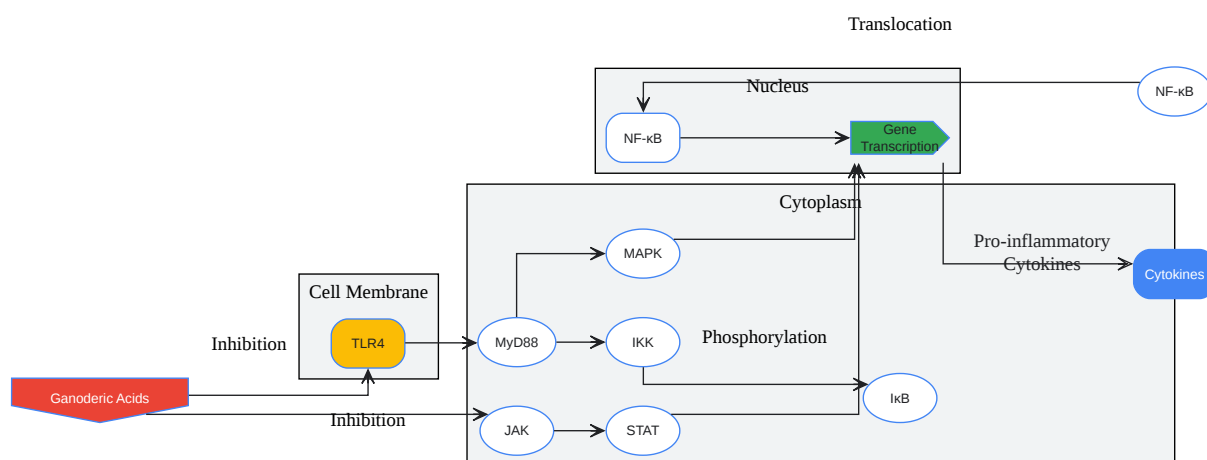 Translocation
Nucleus
NF-κB
NF-κB
Gene
Transcription
Cytoplasm
MAPK
Pro-inflammatory
Cytokines
Cytokines
Cell Membrane
TLR4
Inhibition
MyD88
IKK
Phosphorylation
Ganoderic Acids
IκB
Inhibition
JAK
STAT